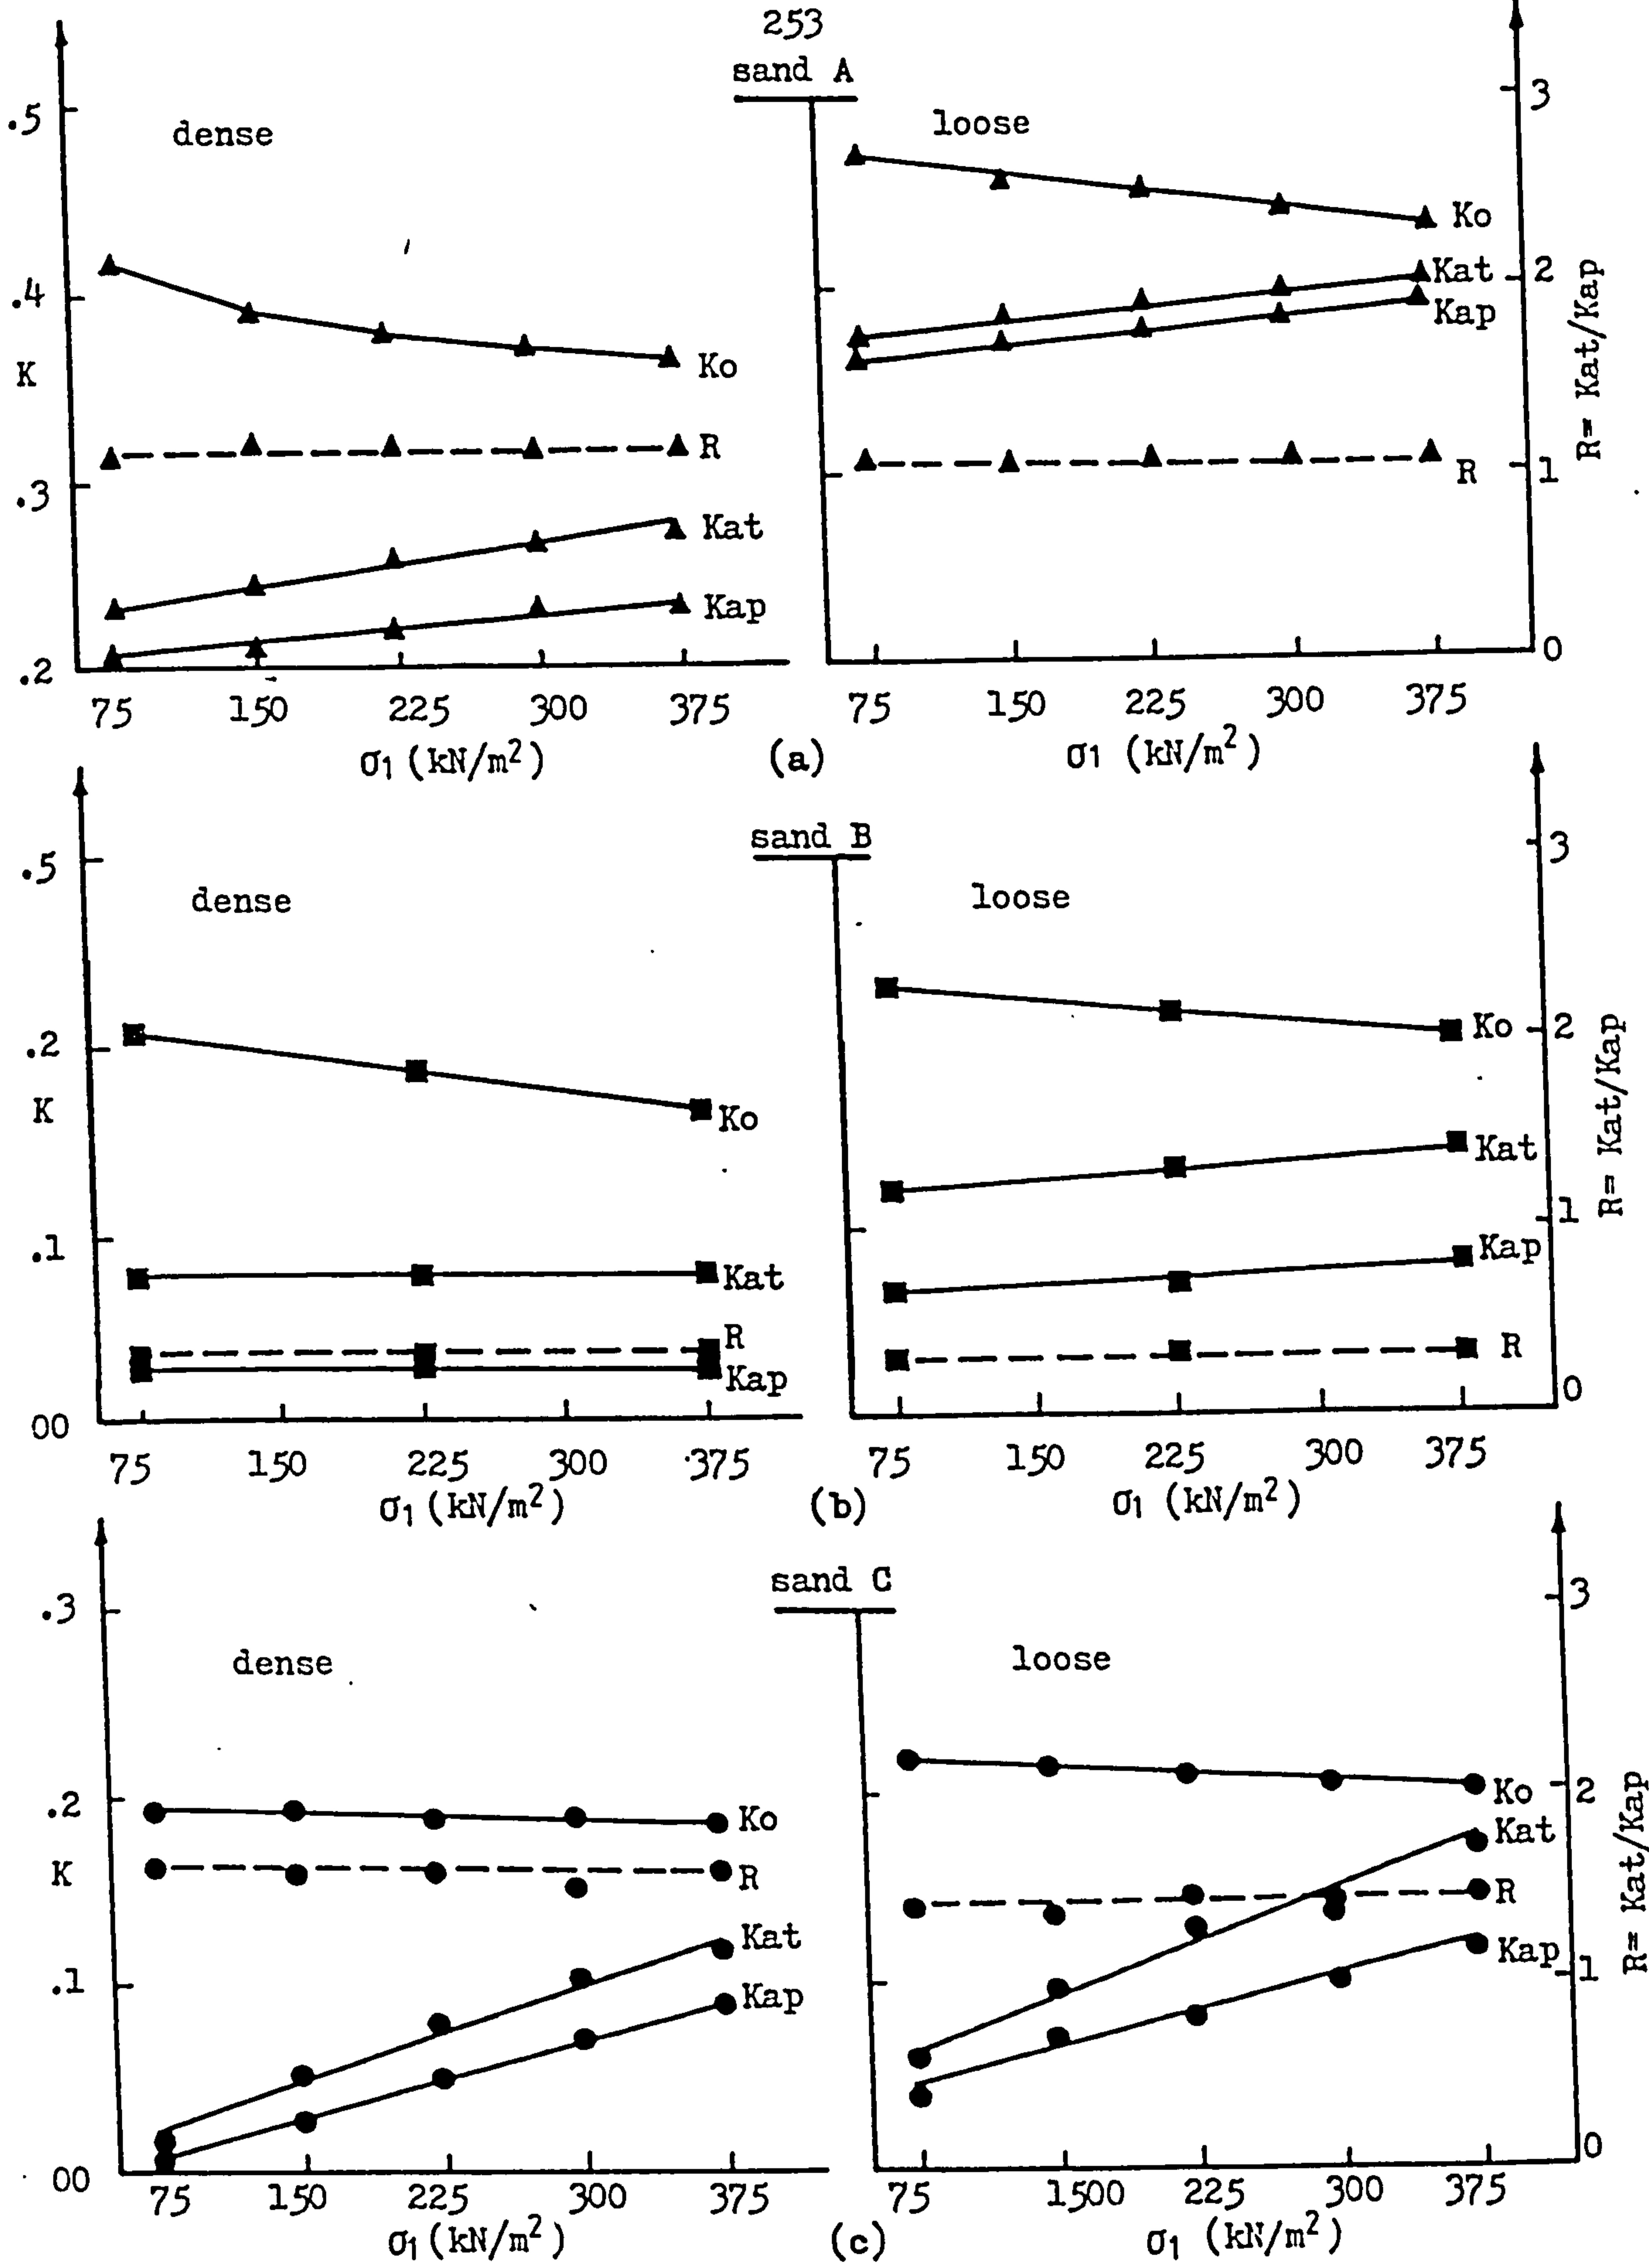 253
sand A
dense
loose
.5
.4
K
.3
.2
Ko
R
Kat
Kap
Ko
Kat
Kap
R
3
2
1
0
R= Kat/Kap
75 150 225 300 375
75 150 225 300 375
σ1 (kN/m²)
(a)
σ1 (kN/m²)
sand B
dense
loose
.5
.2
K
.1
00
Ko
Kat
R
Kap
Ko
Kat
Kap
R
3
2
1
0
R= Kat/Kap
75 150 225 300 375
75 150 225 300 375
σ1 (kN/m²)
(b)
σ1 (kN/m²)
sand C
dense
loose
.3
.2
K
.1
00
Ko
R
Kat
Kap
Ko
Kat
R
Kap
3
2
1
0
R= Kat/Kap
75 150 225 300 375
75 1500 225 300 375
σ1 (kN/m²)
(c)
σ1 (kN/m²)